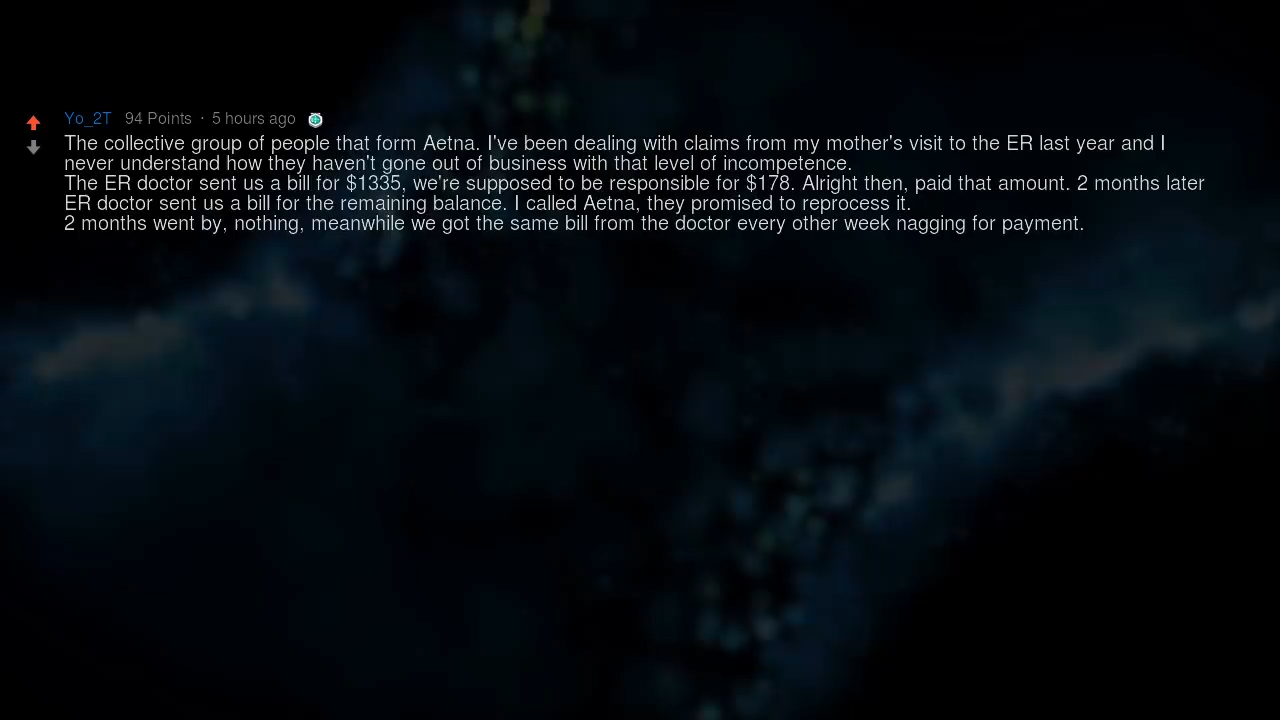 Yo_2T 94 Points · 5 hours ago
The collective group of people that form Aetna. I've been dealing with claims from my mother's visit to the ER last year and I
never understand how they haven't gone out of business with that level of incompetence.
The ER doctor sent us a bill for $1335, we're supposed to be responsible for $178. Alright then, paid that amount. 2 months later
ER doctor sent us a bill for the remaining balance. I called Aetna, they promised to reprocess it.
2 months went by, nothing, meanwhile we got the same bill from the doctor every other week nagging for payment.